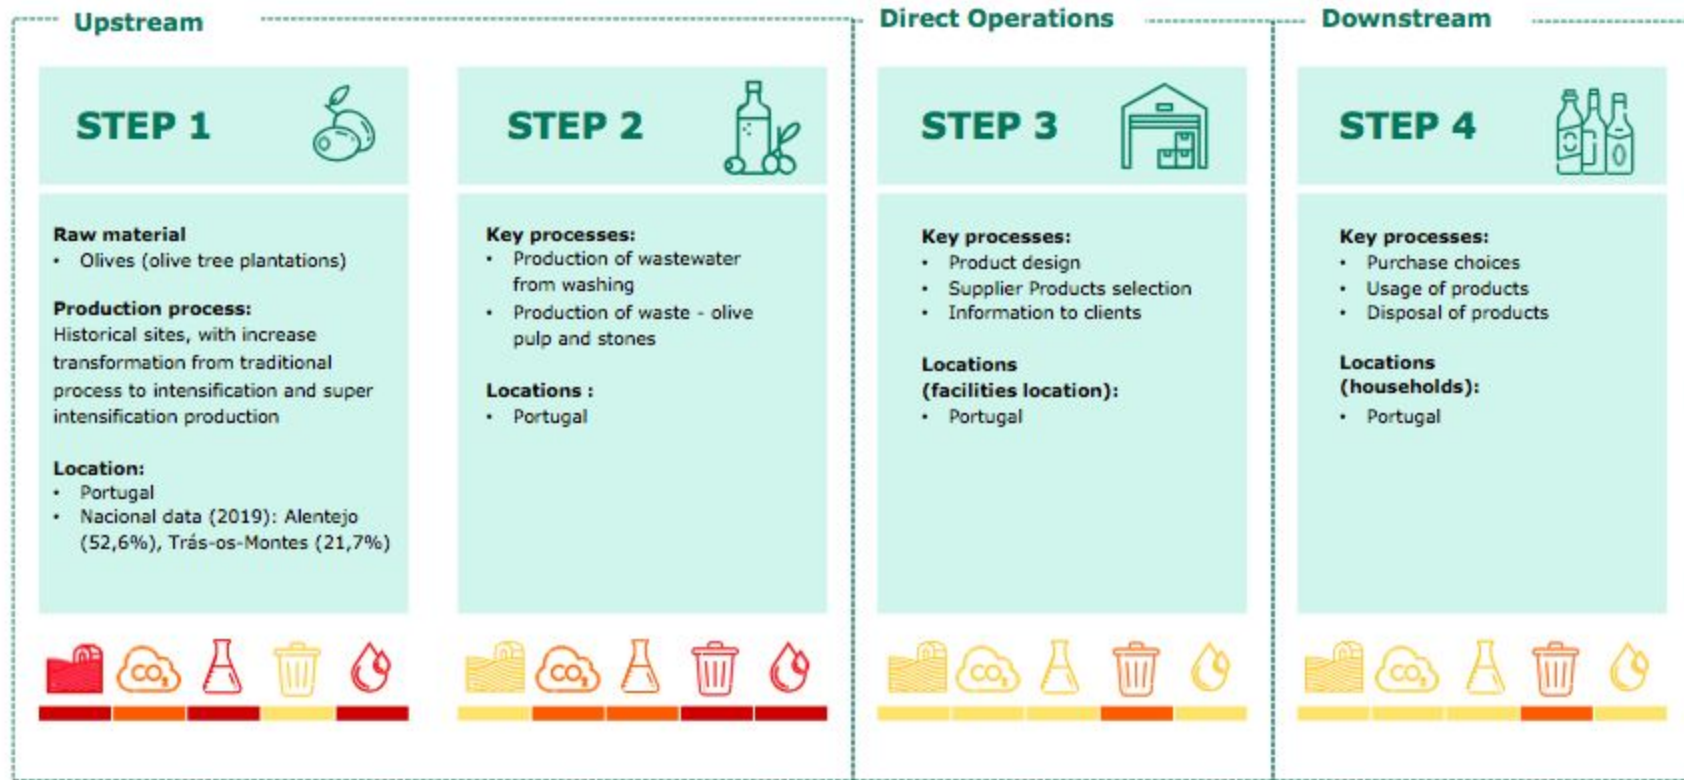 Upstream
STEP 1
Raw material
• Olives (olive tree plantations)
Production process:
Historical sites, with increase
transformation from traditional
process to intensification and super
intensification production
Location:
• Portugal
• Nacional data (2019): Alentejo
(52,6%), Trás-os-Montes (21,7%)
CO₂
STEP 2
Key processes:
• Production of wastewater
from washing
• Production of waste - olive
pulp and stones
Locations :
• Portugal
CO₂
Direct Operations
STEP 3
Key processes:
• Product design
• Supplier Products selection
• Information to clients
Locations
(facilities location):
• Portugal
CO₂
Downstream
STEP 4
Key processes:
• Purchase choices
• Usage of products
• Disposal of products
Locations
(households):
• Portugal
CO₂